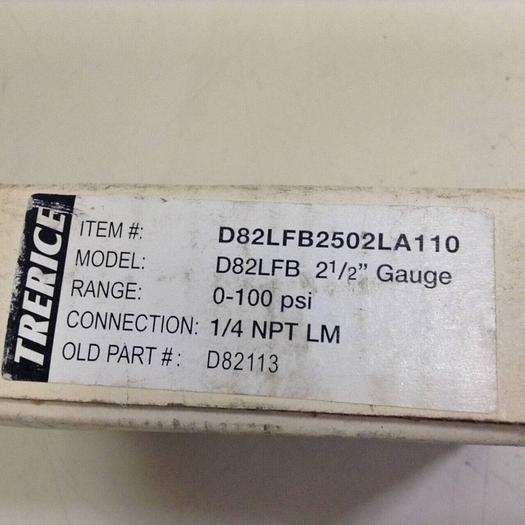 TRERICE
ITEM #: D82LFB2502LA110
MODEL: D82LFB 2 1/2" Gauge
RANGE: 0-100 psi
CONNECTION: 1/4 NPT LM
OLD PART #: D82113